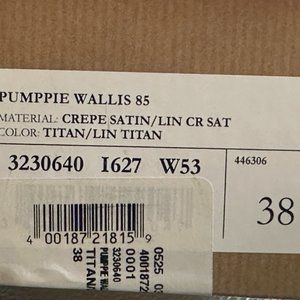 PUMPPIE WALLIS 85
MATERIAL: CREPE SATIN/LIN CR SAT
COLOR: TITAN/LIN TITAN
3230640 I627 W53
446306
38
4 00187 21815 9
0525
4001872
0001
3230640
PUMPPIE WA
TITAN
38